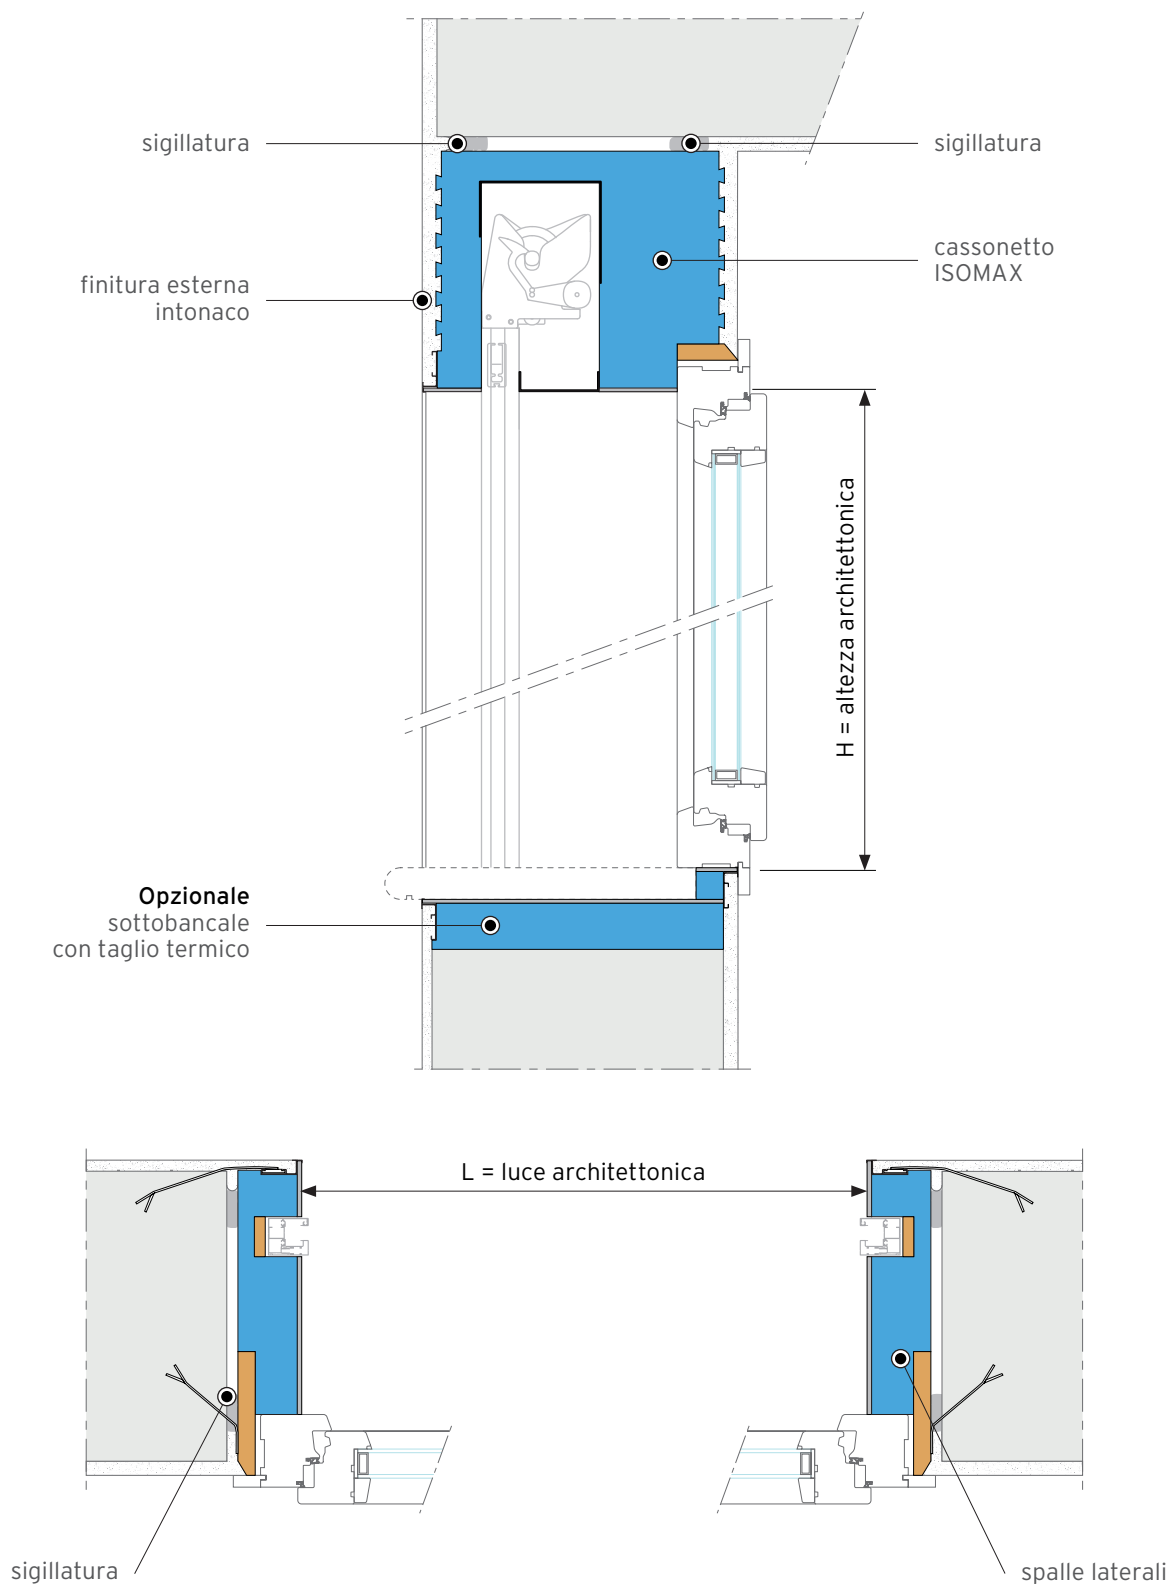 sigillatura
sigillatura
cassonetto
ISOMAX
finitura esterna
intonaco
H = altezza architettonica
Opzionale
sottobancale
con taglio termico
L = luce architettonica
sigillatura
spalle laterali